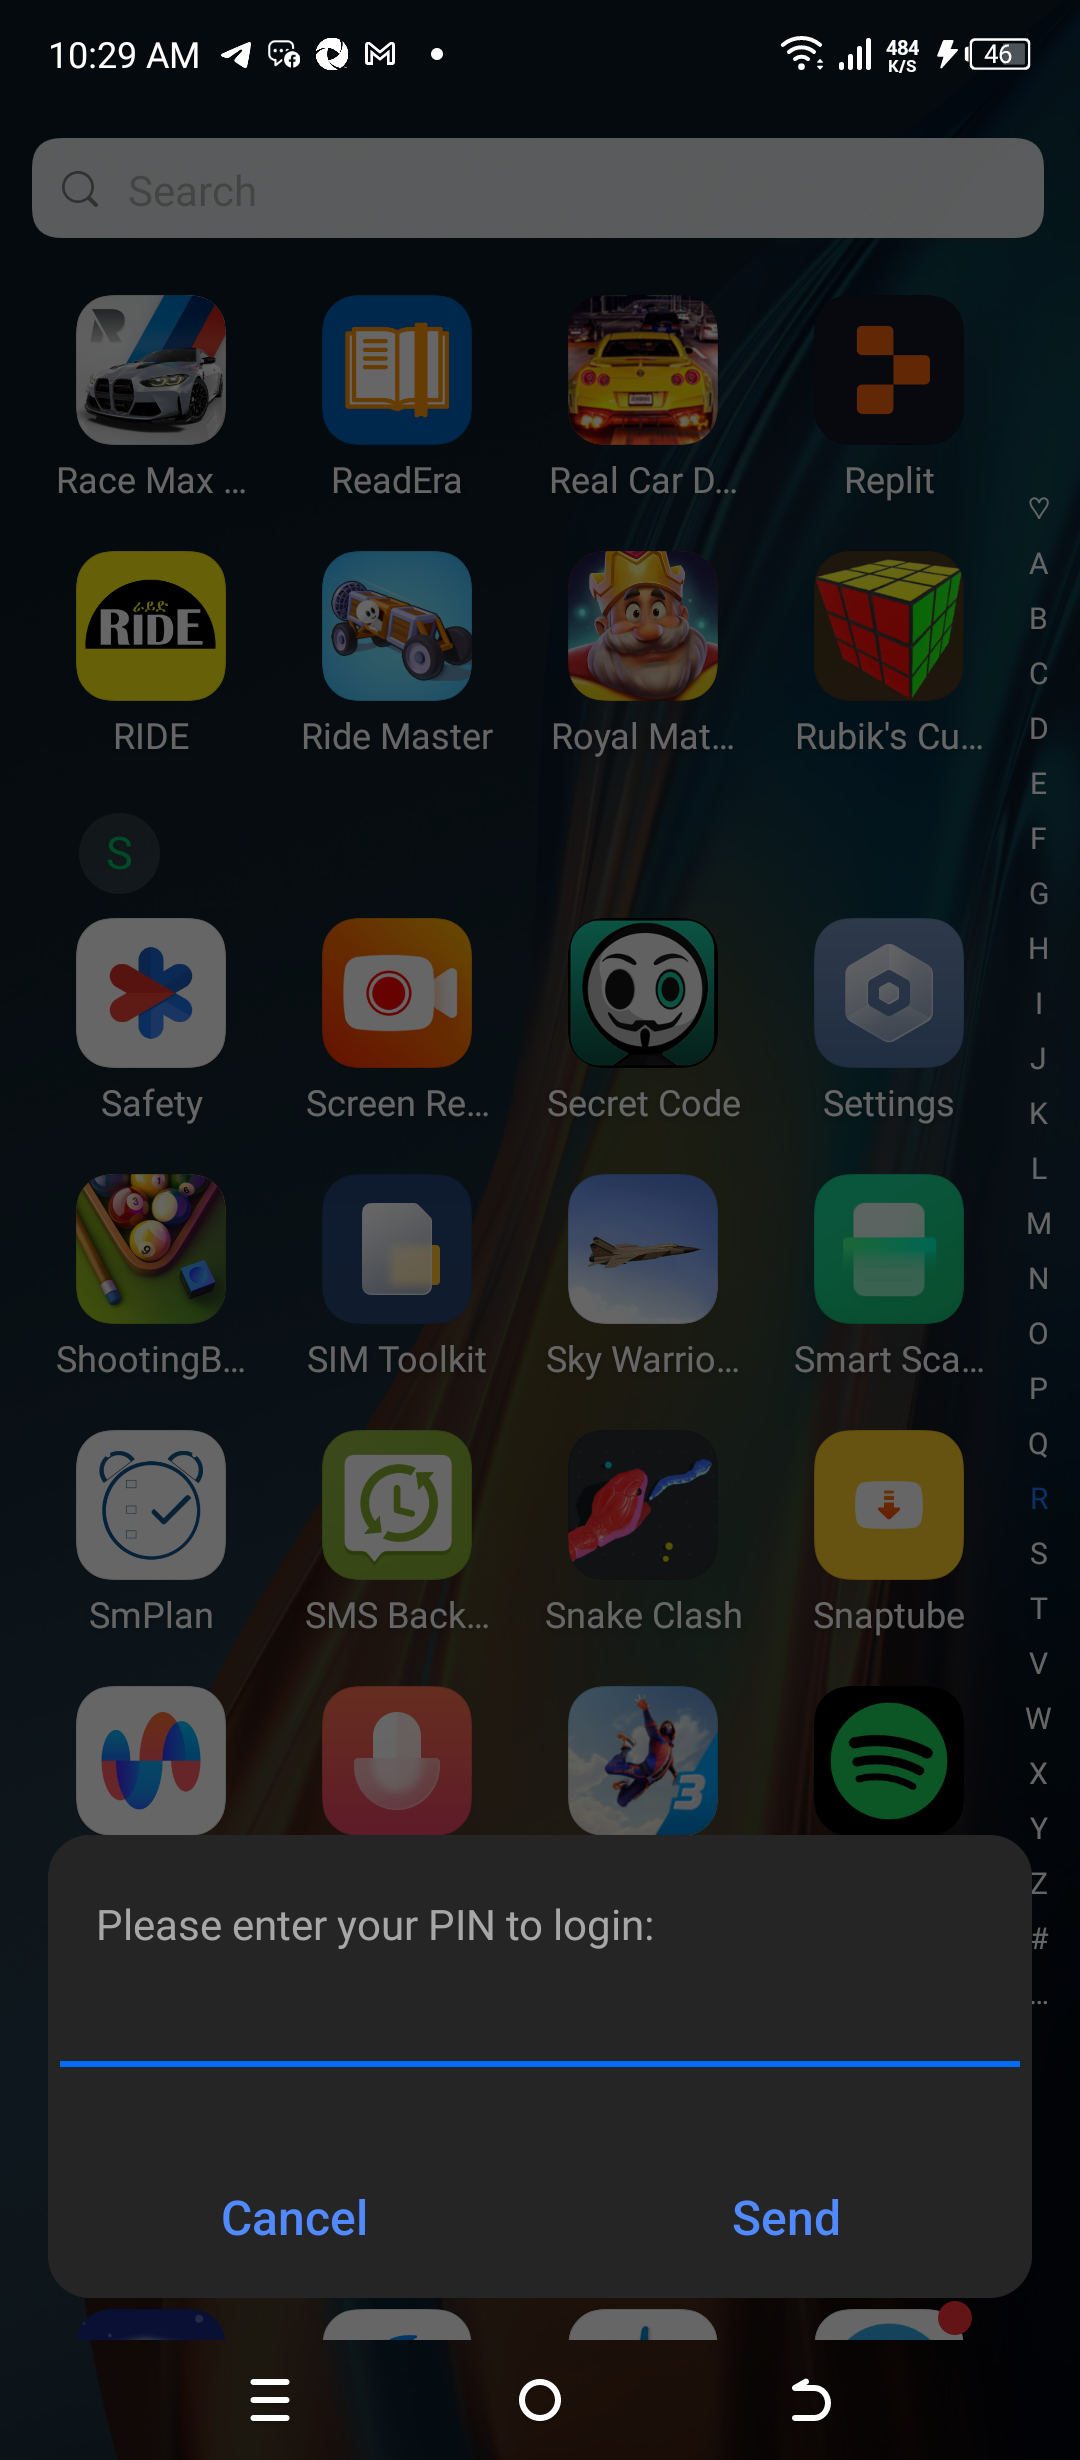 10:29 AM
484
K/S
46
Search
Race Max ...
ReadEra
Real Car D...
Replit
ራይድ
RiDE
RIDE
Ride Master
Royal Mat...
Rubik's Cu...
S
Safety
Screen Re...
Secret Code
Settings
ShootingB...
SIM Toolkit
Sky Warrio...
Smart Sca...
SmPlan
SMS Back...
Snake Clash
Snaptube
3
♡
A
B
C
D
E
F
G
H
I
J
K
L
M
N
O
P
Q
R
S
T
V
W
X
Y
Z
#
...
Please enter your PIN to login:
Cancel
Send